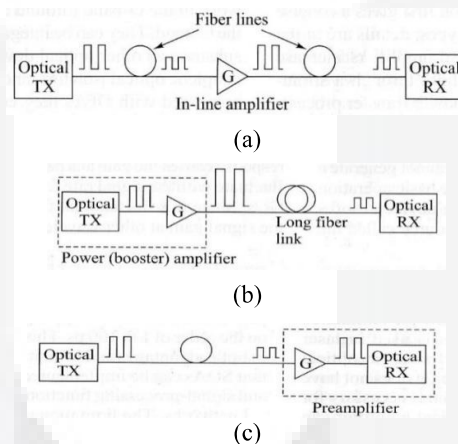 Fiber lines
Optical
TX
G
Optical
RX
In-line amplifier
(a)
Optical
TX
G
Long fiber
link
Optical
RX
Power (booster) amplifier
(b)
Optical
TX
G
Optical
RX
Preamplifier
(c)